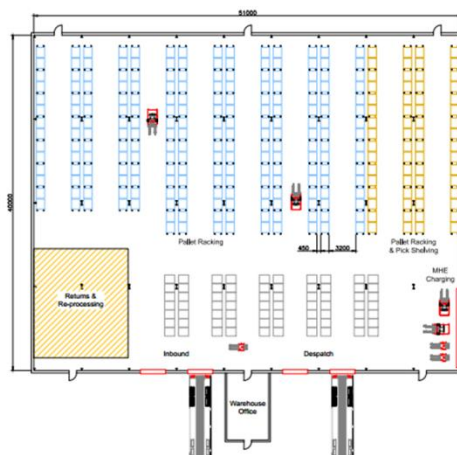 51000
40000
Pallet Racking
450
3200
Pallet Racking
& Pick Shelving
MHE
Charging
Returns &
Re-processing
Inbound
Despatch
Warehouse
Office